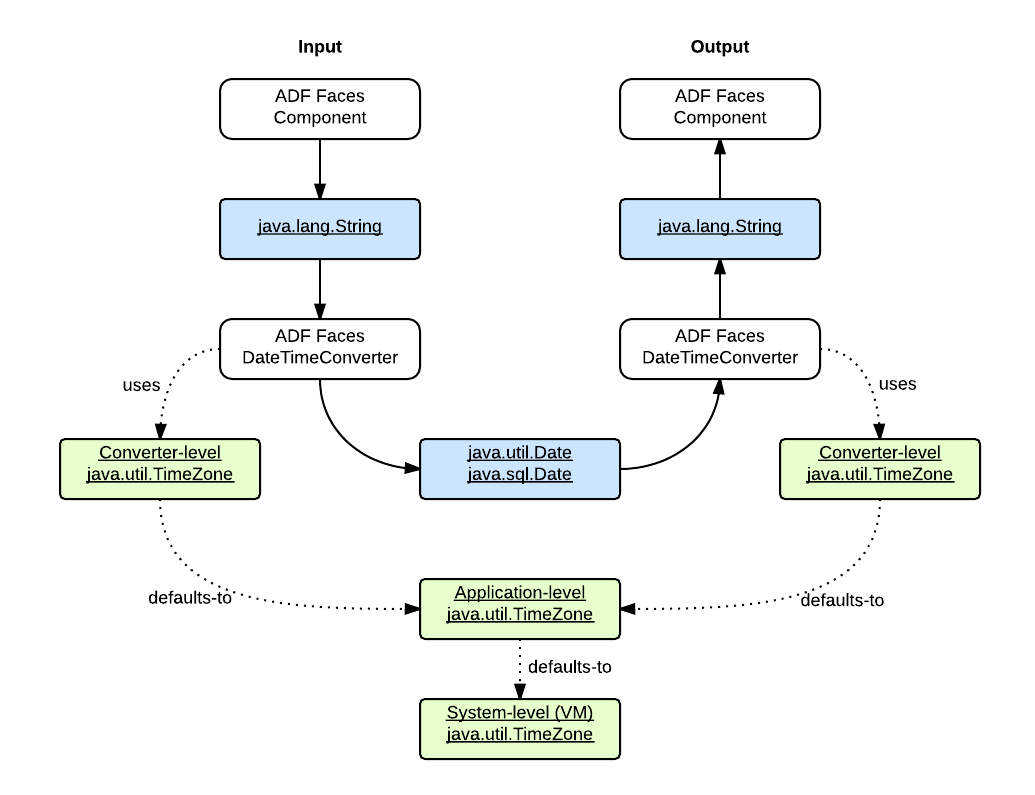 Input
Output
ADF Faces
Component
ADF Faces
Component
java.lang.String
java.lang.String
ADF Faces
DateTimeConverter
ADF Faces
DateTimeConverter
uses
uses
Converter-level
java.util.TimeZone
java.util.Date
java.sql.Date
Converter-level
java.util.TimeZone
defaults-to
Application-level
java.util.TimeZone
defaults-to
defaults-to
System-level (VM)
java.util.TimeZone